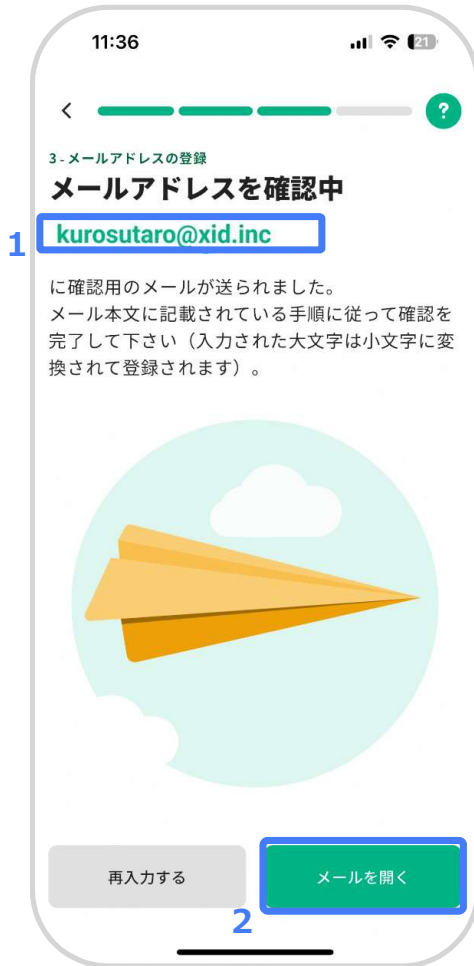 11:36
21
?
3-メールアドレスの登録
メールアドレスを確認中
1
kurosutaro@xid.inc
に確認用のメールが送られました。
メール本文に記載されている手順に従って確認を
完了して下さい（入力された大文字は小文字に変
換されて登録されます）。
再入力する
メールを開く
2